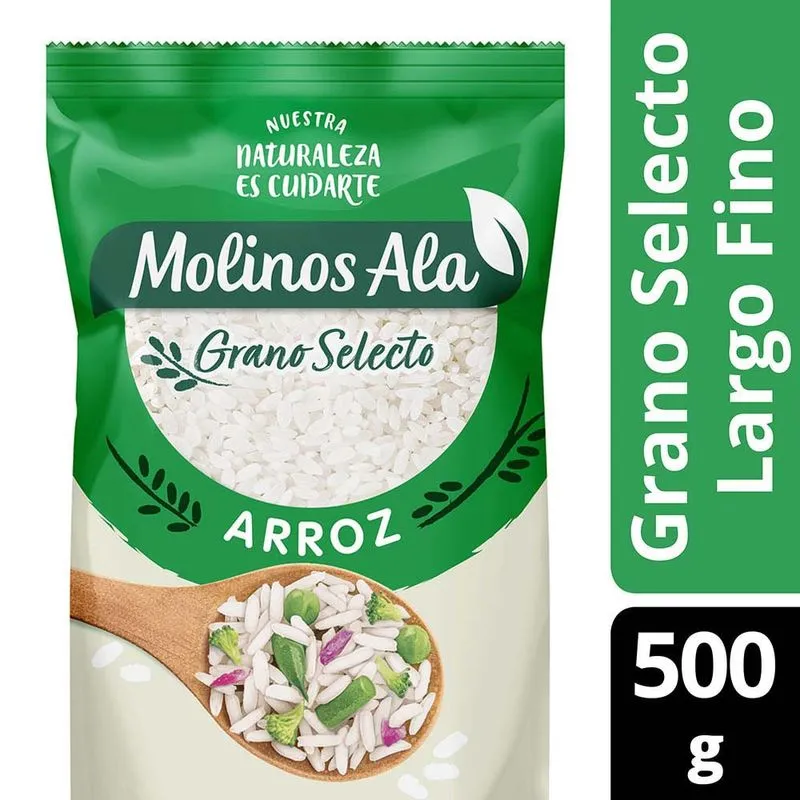 NUESTRA
NATURALEZA
ES CUIDARTE
Molinos Ala
Grano Selecto
ARROZ
Grano Selecto
Largo Fino
500
g